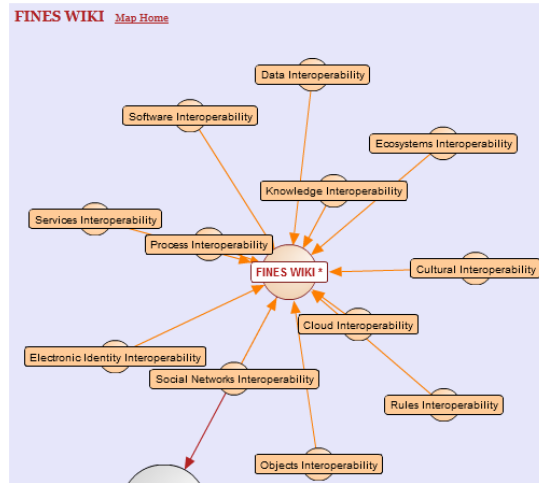 FINES WIKI Map Home
Data Interoperability
Software Interoperability
Ecosystems Interoperability
Knowledge Interoperability
Services Interoperability
Process Interoperability
FINES WIKI *
Cultural Interoperability
Cloud Interoperability
Electronic Identity Interoperability
Social Networks Interoperability
Rules Interoperability
Objects Interoperability